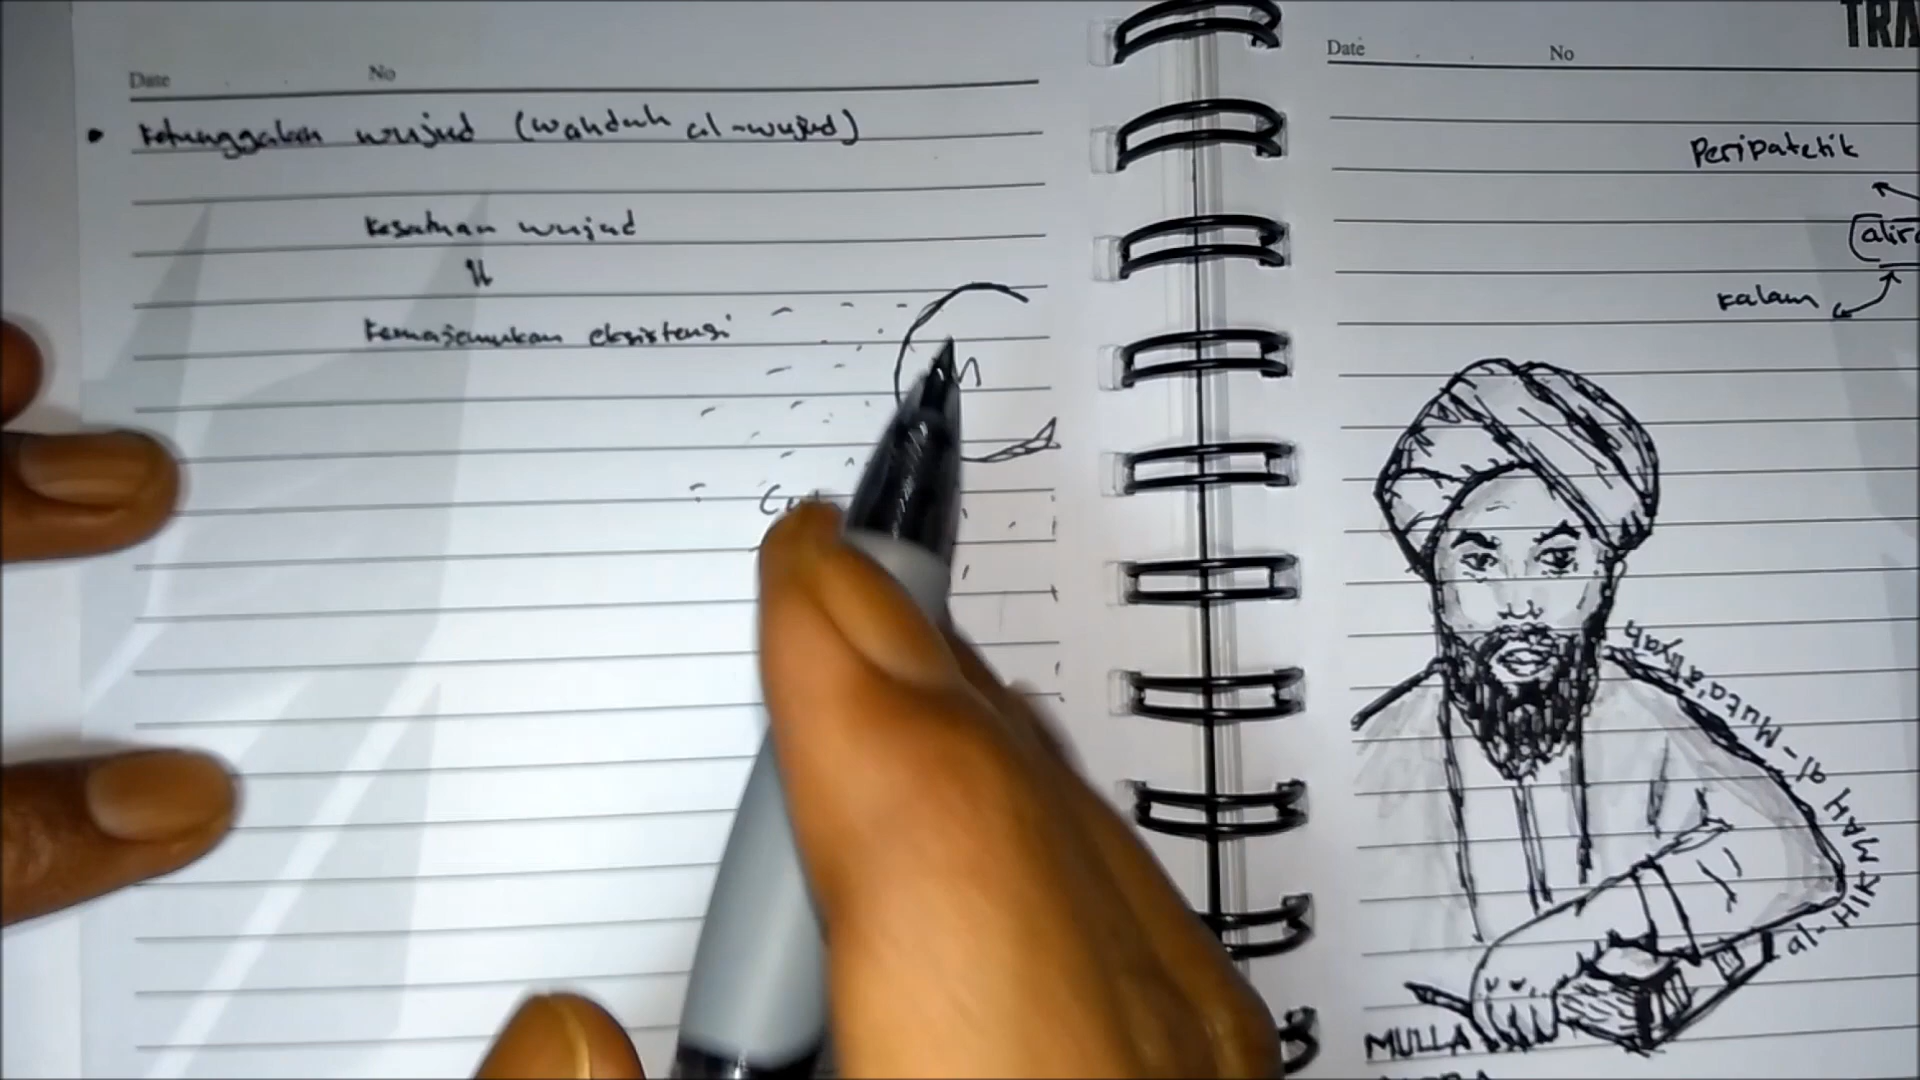 Date No
• Ketunggalan wujud (wahdah al-wujud)
Kesatuan wujud
Kemajemukan eksistensi
TRA
Date No
Peripatetik
alira
Kalam
al-HIKMAH al-Muta'aliyah
MULLA